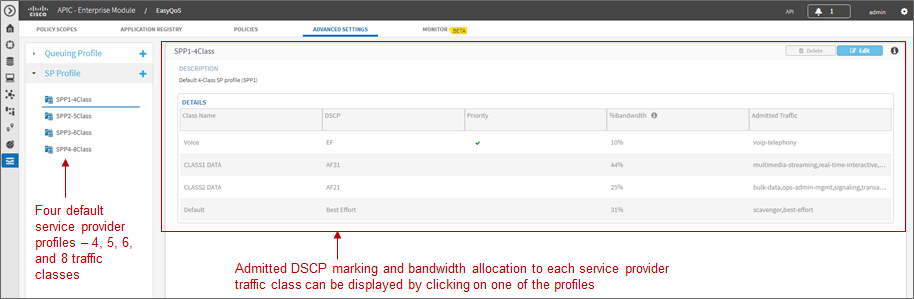 CISCO
APIC - Enterprise Module / EasyQoS
API
1
admin
POLICY SCOPES
APPLICATION REGISTRY
POLICIES
ADVANCED SETTINGS
MONITOR BETA
Queuing Profile +
SP Profile +
SPP1-4Class
SPP2-5Class
SPP3-6Class
SPP4-8Class
Four default
service provider
profiles – 4, 5, 6,
and 8 traffic
classes
SPP1-4Class
Delete
Edit
DESCRIPTION
Default 4-Class SP profile (SPP1)
DETAILS
Class Name DSCP Priority %Bandwidth Admitted Traffic
Voice EF 10% voip-telephony
CLASS1 DATA AF31 44% multimedia-streaming,real-time-interactive,...
CLASS2 DATA AF21 25% bulk-data,ops-admin-mgmt,signaling,transa...
Default Best Effort 31% scavenger,best-effort
Admitted DSCP marking and bandwidth allocation to each service provider
traffic class can be displayed by clicking on one of the profiles